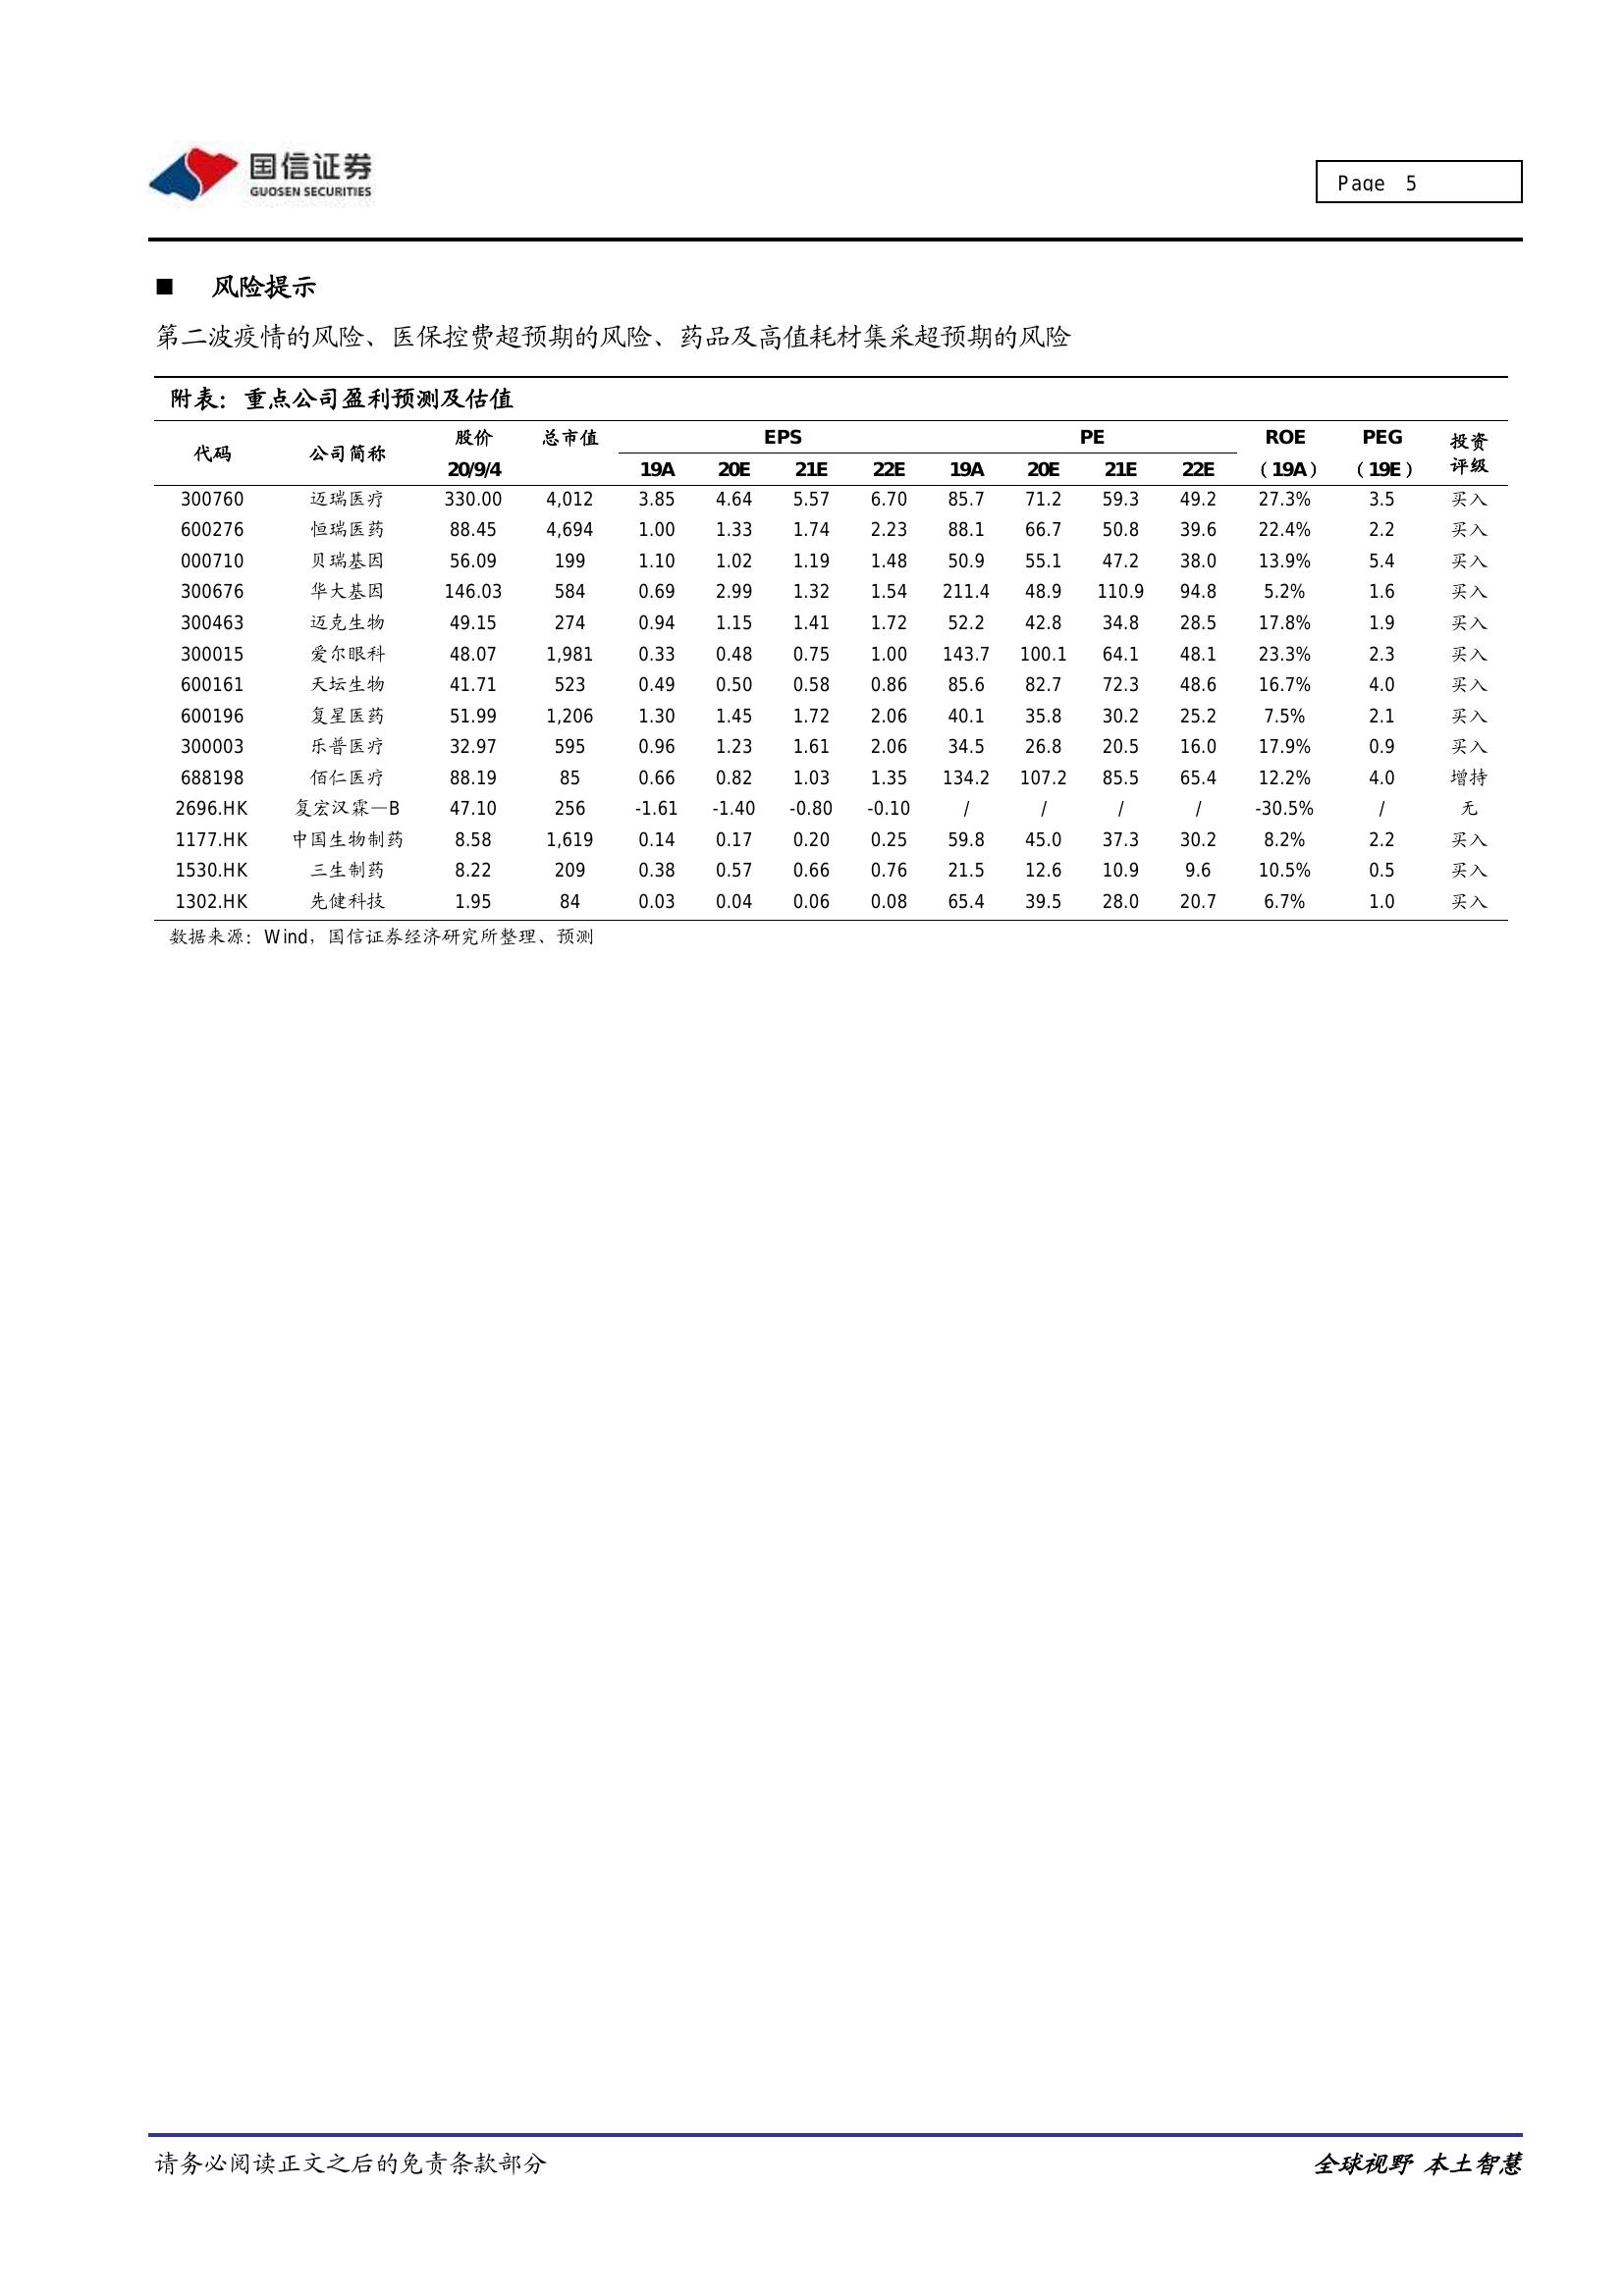 国信证券
GUOSEN SECURITIES
Page 5
■ 风险提示
第二波疫情的风险、医保控费超预期的风险、药品及高值耗材集采超预期的风险
附表：重点公司盈利预测及估值
代码 公司简称 股价 总市值 EPS PE ROE PEG 投资评级
20/9/4 19A 20E 21E 22E 19A 20E 21E 22E （19A） （19E）
300760 迈瑞医疗 330.00 4,012 3.85 4.64 5.57 6.70 85.7 71.2 59.3 49.2 27.3% 3.5 买入
600276 恒瑞医药 88.45 4,694 1.00 1.33 1.74 2.23 88.1 66.7 50.8 39.6 22.4% 2.2 买入
000710 贝瑞基因 56.09 199 1.10 1.02 1.19 1.48 50.9 55.1 47.2 38.0 13.9% 5.4 买入
300676 华大基因 146.03 584 0.69 2.99 1.32 1.54 211.4 48.9 110.9 94.8 5.2% 1.6 买入
300463 迈克生物 49.15 274 0.94 1.15 1.41 1.72 52.2 42.8 34.8 28.5 17.8% 1.9 买入
300015 爱尔眼科 48.07 1,981 0.33 0.48 0.75 1.00 143.7 100.1 64.1 48.1 23.3% 2.3 买入
600161 天坛生物 41.71 523 0.49 0.50 0.58 0.86 85.6 82.7 72.3 48.6 16.7% 4.0 买入
600196 复星医药 51.99 1,206 1.30 1.45 1.72 2.06 40.1 35.8 30.2 25.2 7.5% 2.1 买入
300003 乐普医疗 32.97 595 0.96 1.23 1.61 2.06 34.5 26.8 20.5 16.0 17.9% 0.9 买入
688198 佰仁医疗 88.19 85 0.66 0.82 1.03 1.35 134.2 107.2 85.5 65.4 12.2% 4.0 增持
2696.HK 复宏汉霖—B 47.10 256 -1.61 -1.40 -0.80 -0.10 / / / / -30.5% / 无
1177.HK 中国生物制药 8.58 1,619 0.14 0.17 0.20 0.25 59.8 45.0 37.3 30.2 8.2% 2.2 买入
1530.HK 三生制药 8.22 209 0.38 0.57 0.66 0.76 21.5 12.6 10.9 9.6 10.5% 0.5 买入
1302.HK 先健科技 1.95 84 0.03 0.04 0.06 0.08 65.4 39.5 28.0 20.7 6.7% 1.0 买入
数据来源：Wind，国信证券经济研究所整理、预测
请务必阅读正文之后的免责条款部分 全球视野 本土智慧